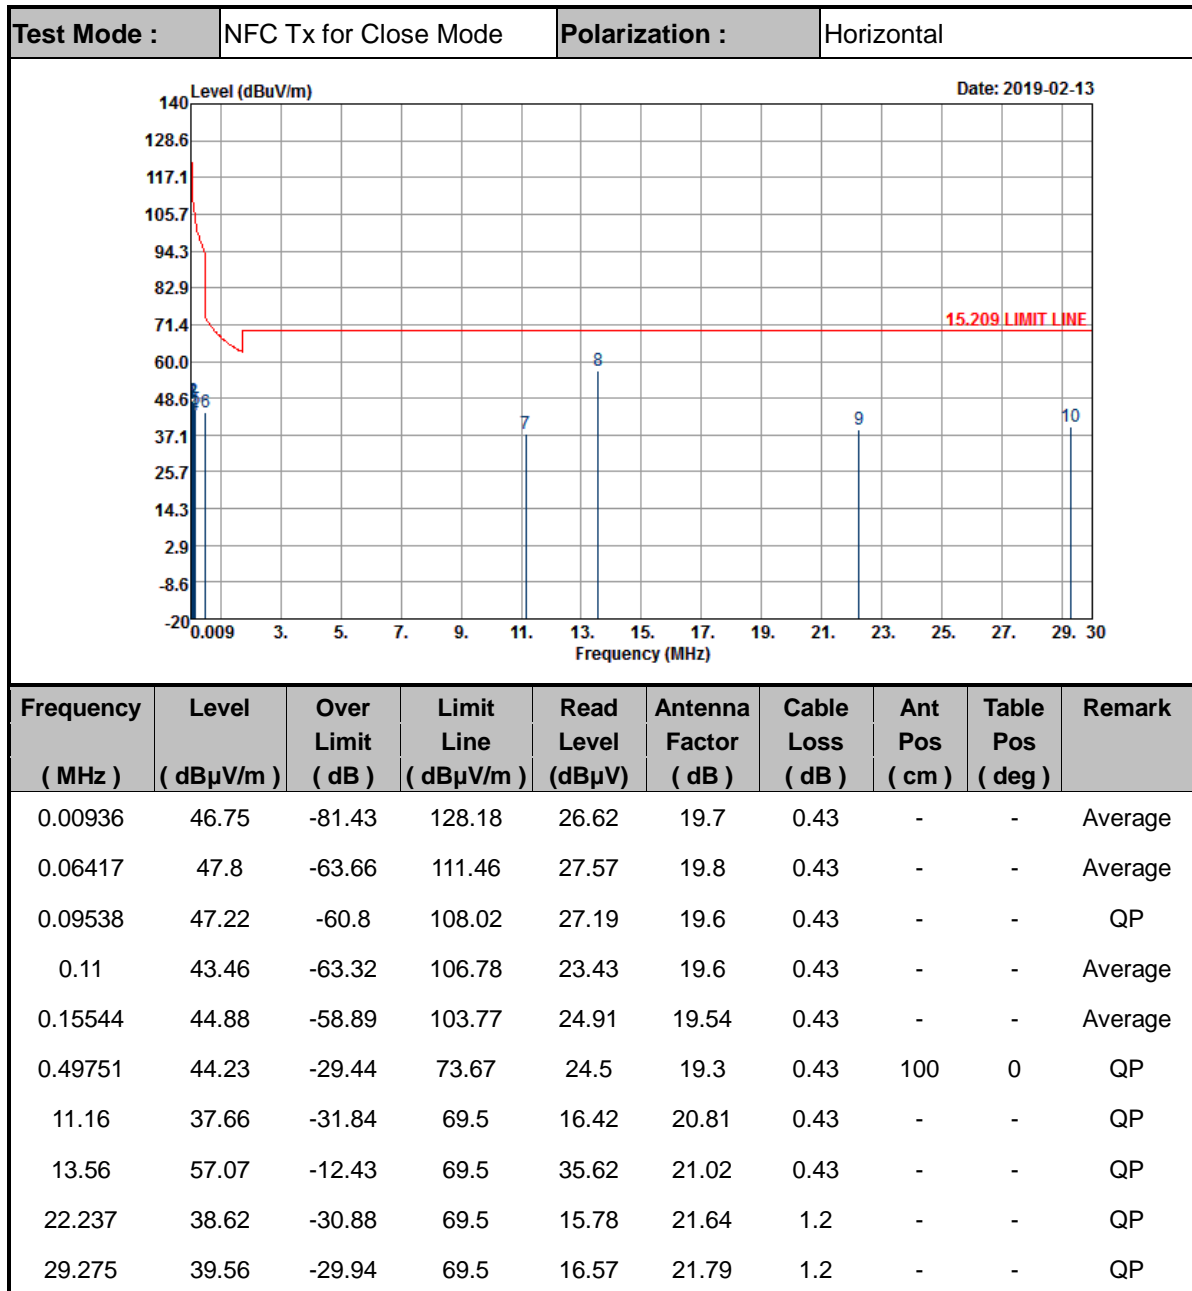 Test Mode : NFC Tx for Close Mode Polarization : Horizontal
Level (dBuV/m) Date: 2019-02-13
140
128.6
117.1
105.7
94.3
82.9
71.4
60.0
48.6
37.1
25.7
14.3
2.9
-8.6
-20
15.209 LIMIT LINE
2
6
7
8
9
10
0.009 3. 5. 7. 9. 11. 13. 15. 17. 19. 21. 23. 25. 27. 29. 30
Frequency (MHz)
Frequency Level Over Limit Read Antenna Cable Ant Table Remark
Limit Line Level Factor Loss Pos Pos
( MHz ) ( dBµV/m ) ( dB ) ( dBµV/m ) (dBµV) ( dB ) ( dB ) ( cm ) ( deg )
0.00936 46.75 -81.43 128.18 26.62 19.7 0.43 - - Average
0.06417 47.8 -63.66 111.46 27.57 19.8 0.43 - - Average
0.09538 47.22 -60.8 108.02 27.19 19.6 0.43 - - QP
0.11 43.46 -63.32 106.78 23.43 19.6 0.43 - - Average
0.15544 44.88 -58.89 103.77 24.91 19.54 0.43 - - Average
0.49751 44.23 -29.44 73.67 24.5 19.3 0.43 100 0 QP
11.16 37.66 -31.84 69.5 16.42 20.81 0.43 - - QP
13.56 57.07 -12.43 69.5 35.62 21.02 0.43 - - QP
22.237 38.62 -30.88 69.5 15.78 21.64 1.2 - - QP
29.275 39.56 -29.94 69.5 16.57 21.79 1.2 - - QP